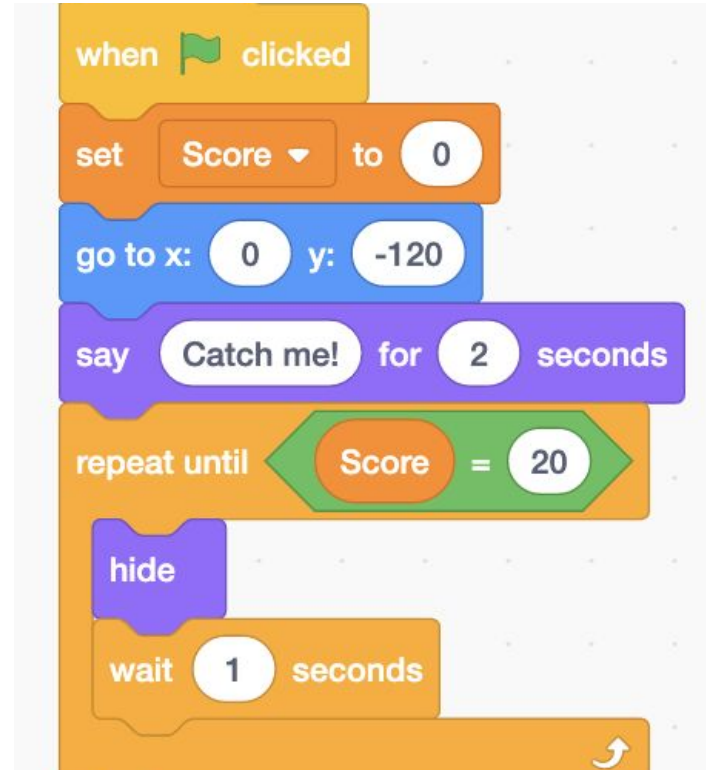 when clicked
set Score to 0
go to x: 0 y: -120
say Catch me! for 2 seconds
repeat until Score = 20
hide
wait 1 seconds